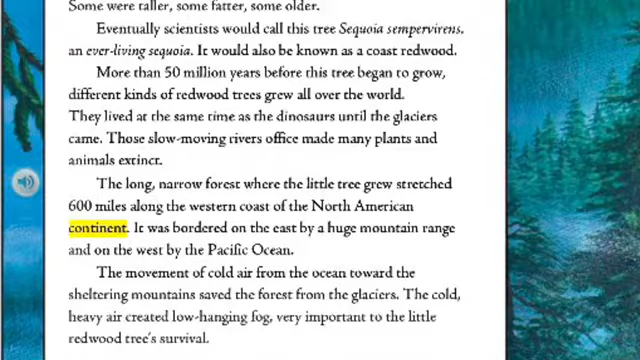 Some were taller, some fatter, some older.
Eventually scientists would call this tree Sequoia sempervirens,
an ever-living sequoia. It would also be known as a coast redwood.
More than 50 million years before this tree began to grow,
different kinds of redwood trees grew all over the world.
They lived at the same time as the dinosaurs until the glaciers
came. Those slow-moving rivers office made many plants and
animals extinct.
The long, narrow forest where the little tree grew stretched
600 miles along the western coast of the North American
continent. It was bordered on the east by a huge mountain range
and on the west by the Pacific Ocean.
The movement of cold air from the ocean toward the
sheltering mountains saved the forest from the glaciers. The cold,
heavy air created low-hanging fog, very important to the little
redwood tree's survival.